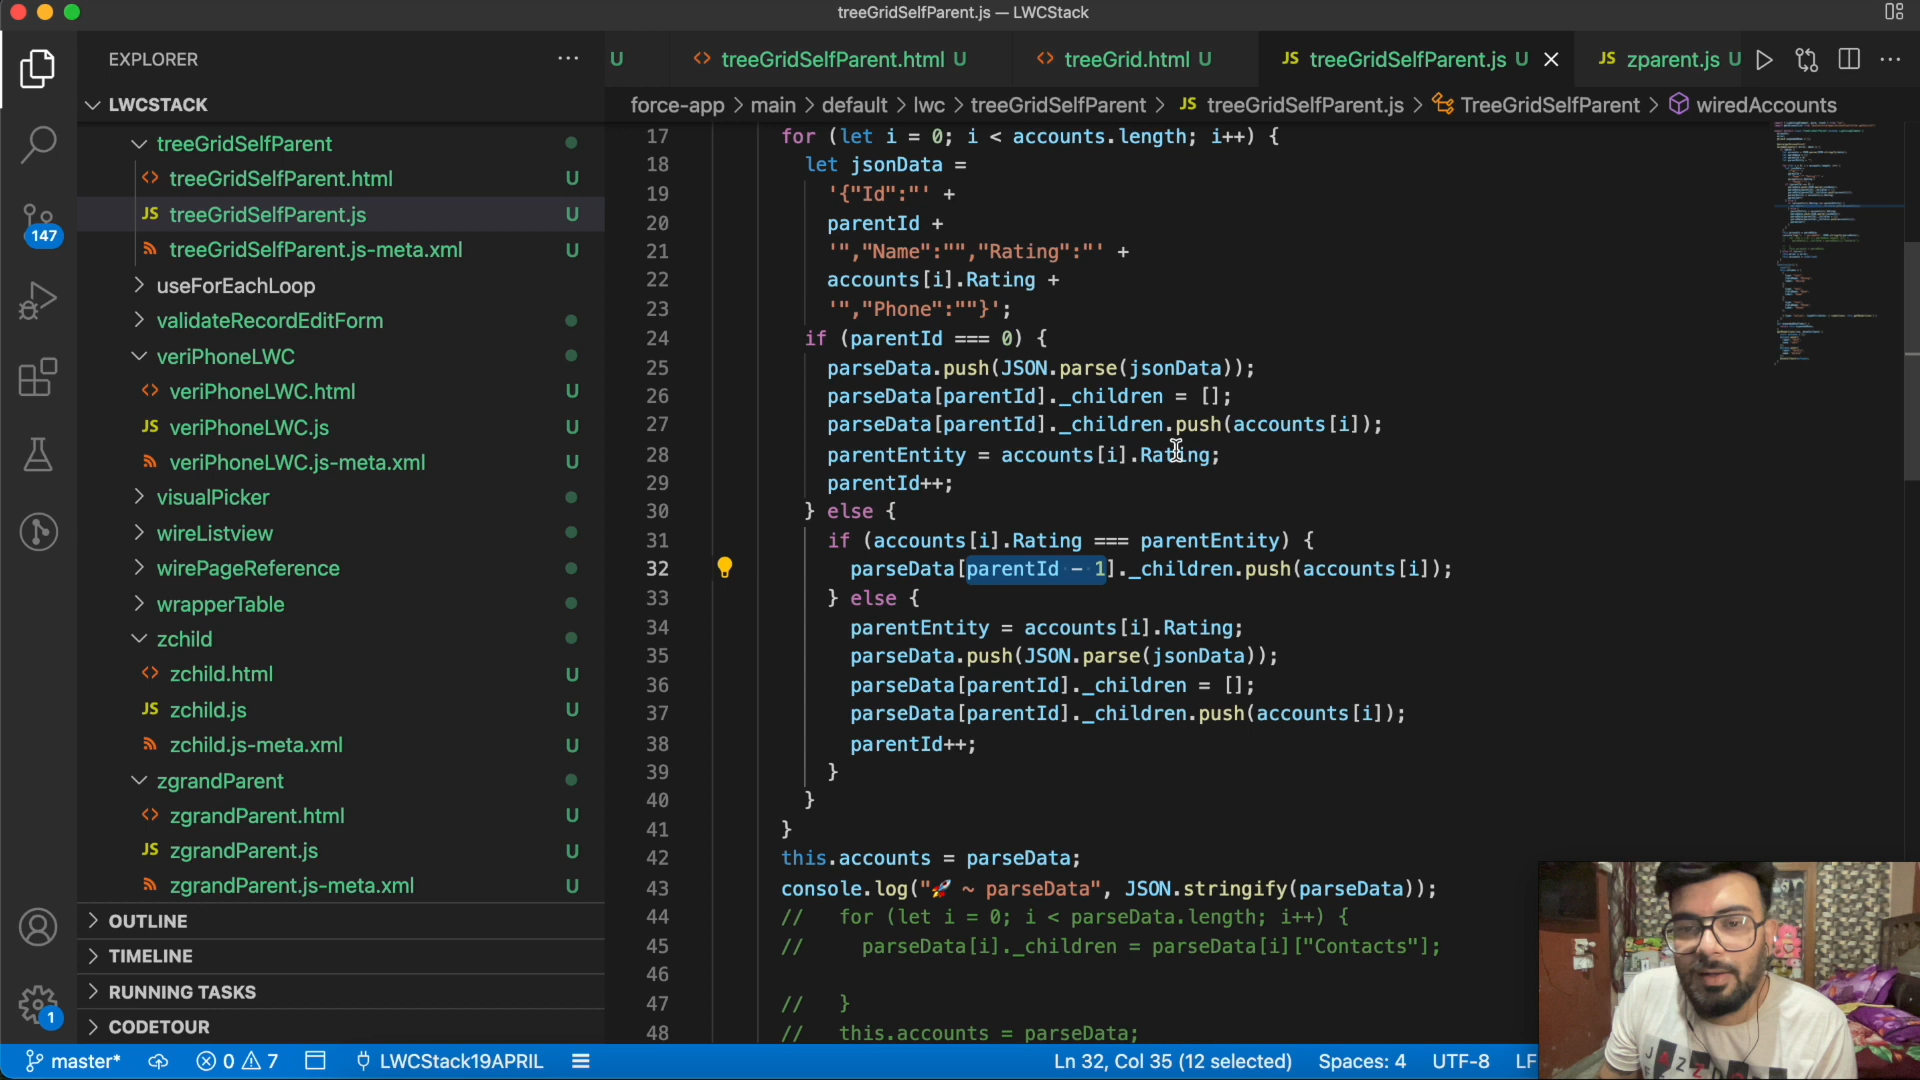 treeGridSelfParent.js — LWCStack
EXPLORER
U
treeGridSelfParent.html U
treeGrid.html U
JS treeGridSelfParent.js U
JS zparent.js U
LWCSTACK
force-app > main > default > lwc > treeGridSelfParent > JS treeGridSelfParent.js > TreeGridSelfParent > wiredAccounts
treeGridSelfParent
treeGridSelfParent.html U
JS treeGridSelfParent.js U
treeGridSelfParent.js-meta.xml U
useForEachLoop
validateRecordEditForm
veriPhoneLWC
veriPhoneLWC.html U
JS veriPhoneLWC.js U
veriPhoneLWC.js-meta.xml U
visualPicker
wireListview
wirePageReference
wrapperTable
zchild
zchild.html U
JS zchild.js U
zchild.js-meta.xml U
zgrandParent
zgrandParent.html U
JS zgrandParent.js U
zgrandParent.js-meta.xml U
OUTLINE
TIMELINE
RUNNING TASKS
CODETOUR
147
1
17 for (let i = 0; i < accounts.length; i++) {
18 let jsonData =
19 '{"Id":"' +
20 parentId +
21 '","Name":"","Rating":"' +
22 accounts[i].Rating +
23 '","Phone":""}';
24 if (parentId === 0) {
25 parseData.push(JSON.parse(jsonData));
26 parseData[parentId]._children = [];
27 parseData[parentId]._children.push(accounts[i]);
28 parentEntity = accounts[i].Rating;
29 parentId++;
30 } else {
31 if (accounts[i].Rating === parentEntity) {
32 parseData[parentId - 1]._children.push(accounts[i]);
33 } else {
34 parentEntity = accounts[i].Rating;
35 parseData.push(JSON.parse(jsonData));
36 parseData[parentId]._children = [];
37 parseData[parentId]._children.push(accounts[i]);
38 parentId++;
39 }
40 }
41 }
42 this.accounts = parseData;
43 console.log("🚀 ~ parseData", JSON.stringify(parseData));
44 // for (let i = 0; i < parseData.length; i++) {
45 // parseData[i]._children = parseData[i]["Contacts"];
46
47 // }
48 // this.accounts = parseData;
master* 0 7 LWCStack19APRIL Ln 32, Col 35 (12 selected) Spaces: 4 UTF-8 LF